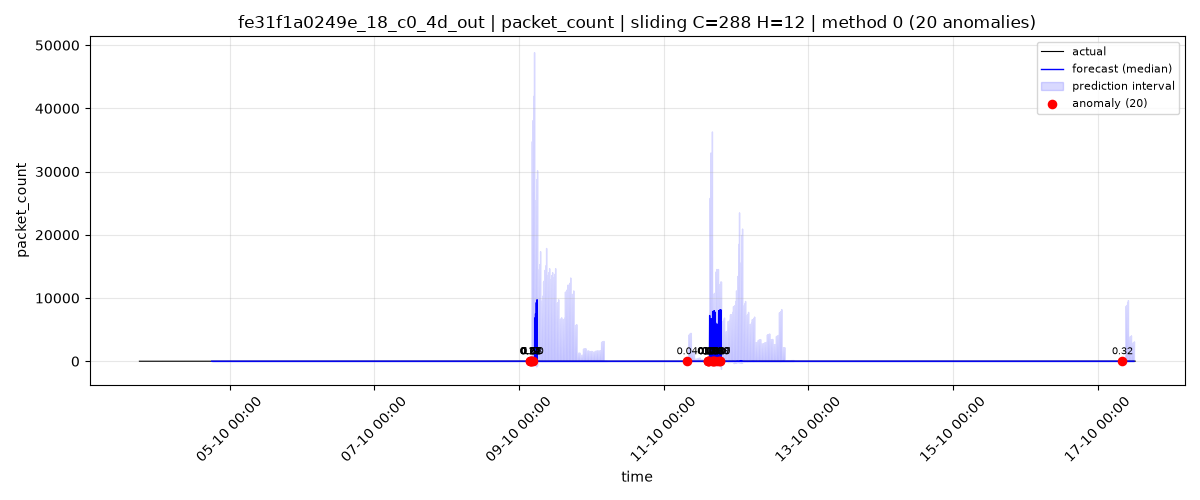 fe31f1a0249e_18_c0_4d_out | packet_count | sliding C=288 H=12 | method 0 (20 anomalies)
actual
forecast (median)
prediction interval
anomaly (20)
packet_count
50000
40000
30000
20000
10000
0
0.04
0.32
05-10 00:00
07-10 00:00
09-10 00:00
11-10 00:00
13-10 00:00
15-10 00:00
17-10 00:00
time